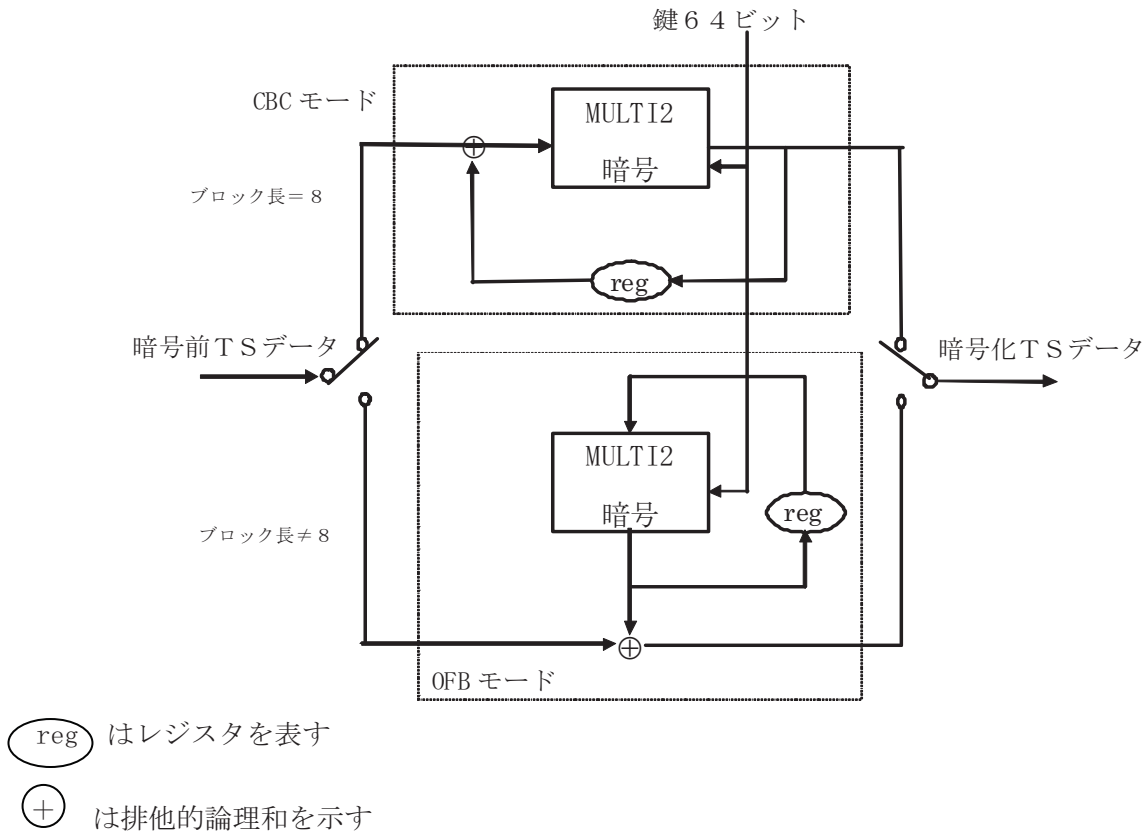 鍵６４ビット
CBC モード
MULTI2
暗号
ブロック長＝８
reg
暗号前ＴＳデータ
暗号化ＴＳデータ
MULTI2
暗号
reg
ブロック長≠８
OFB モード
reg はレジスタを表す
＋ は排他的論理和を示す